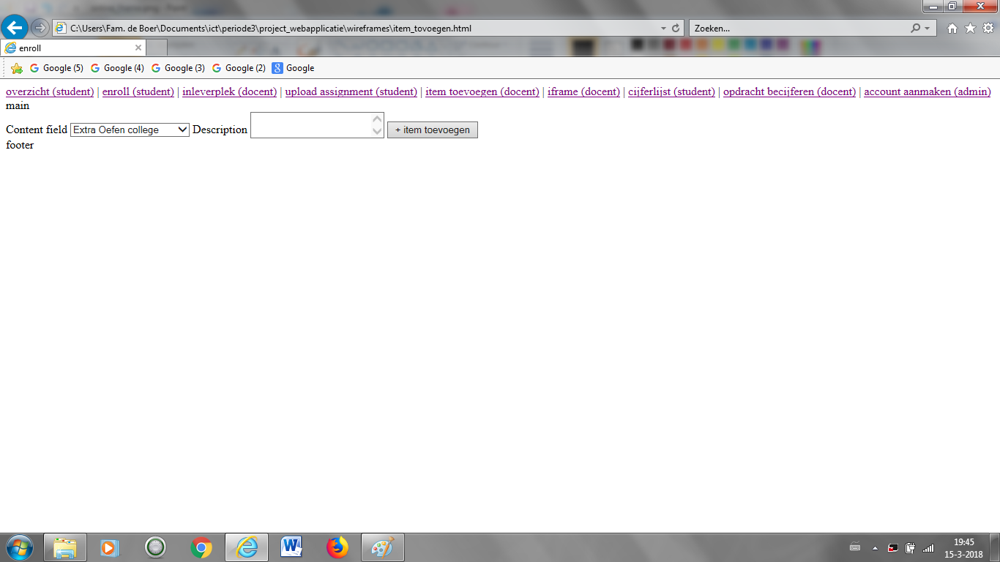 C:\Users\Fam. de Boer\Documents\ict\periode3\project_webapplicatie\wireframes\item_tovoegen.html
Zoeken...
enroll
Google (5) Google (4) Google (3) Google (2) Google
overzicht (student) | enroll (student) | inleverplek (docent) | upload assignment (student) | item toevoegen (docent) | iframe (docent) | cijferlijst (student) | opdracht becijferen (docent) | account aanmaken (admin)
main
Content field Extra Oefen college Description + item toevoegen
footer
19:45
15-3-2018